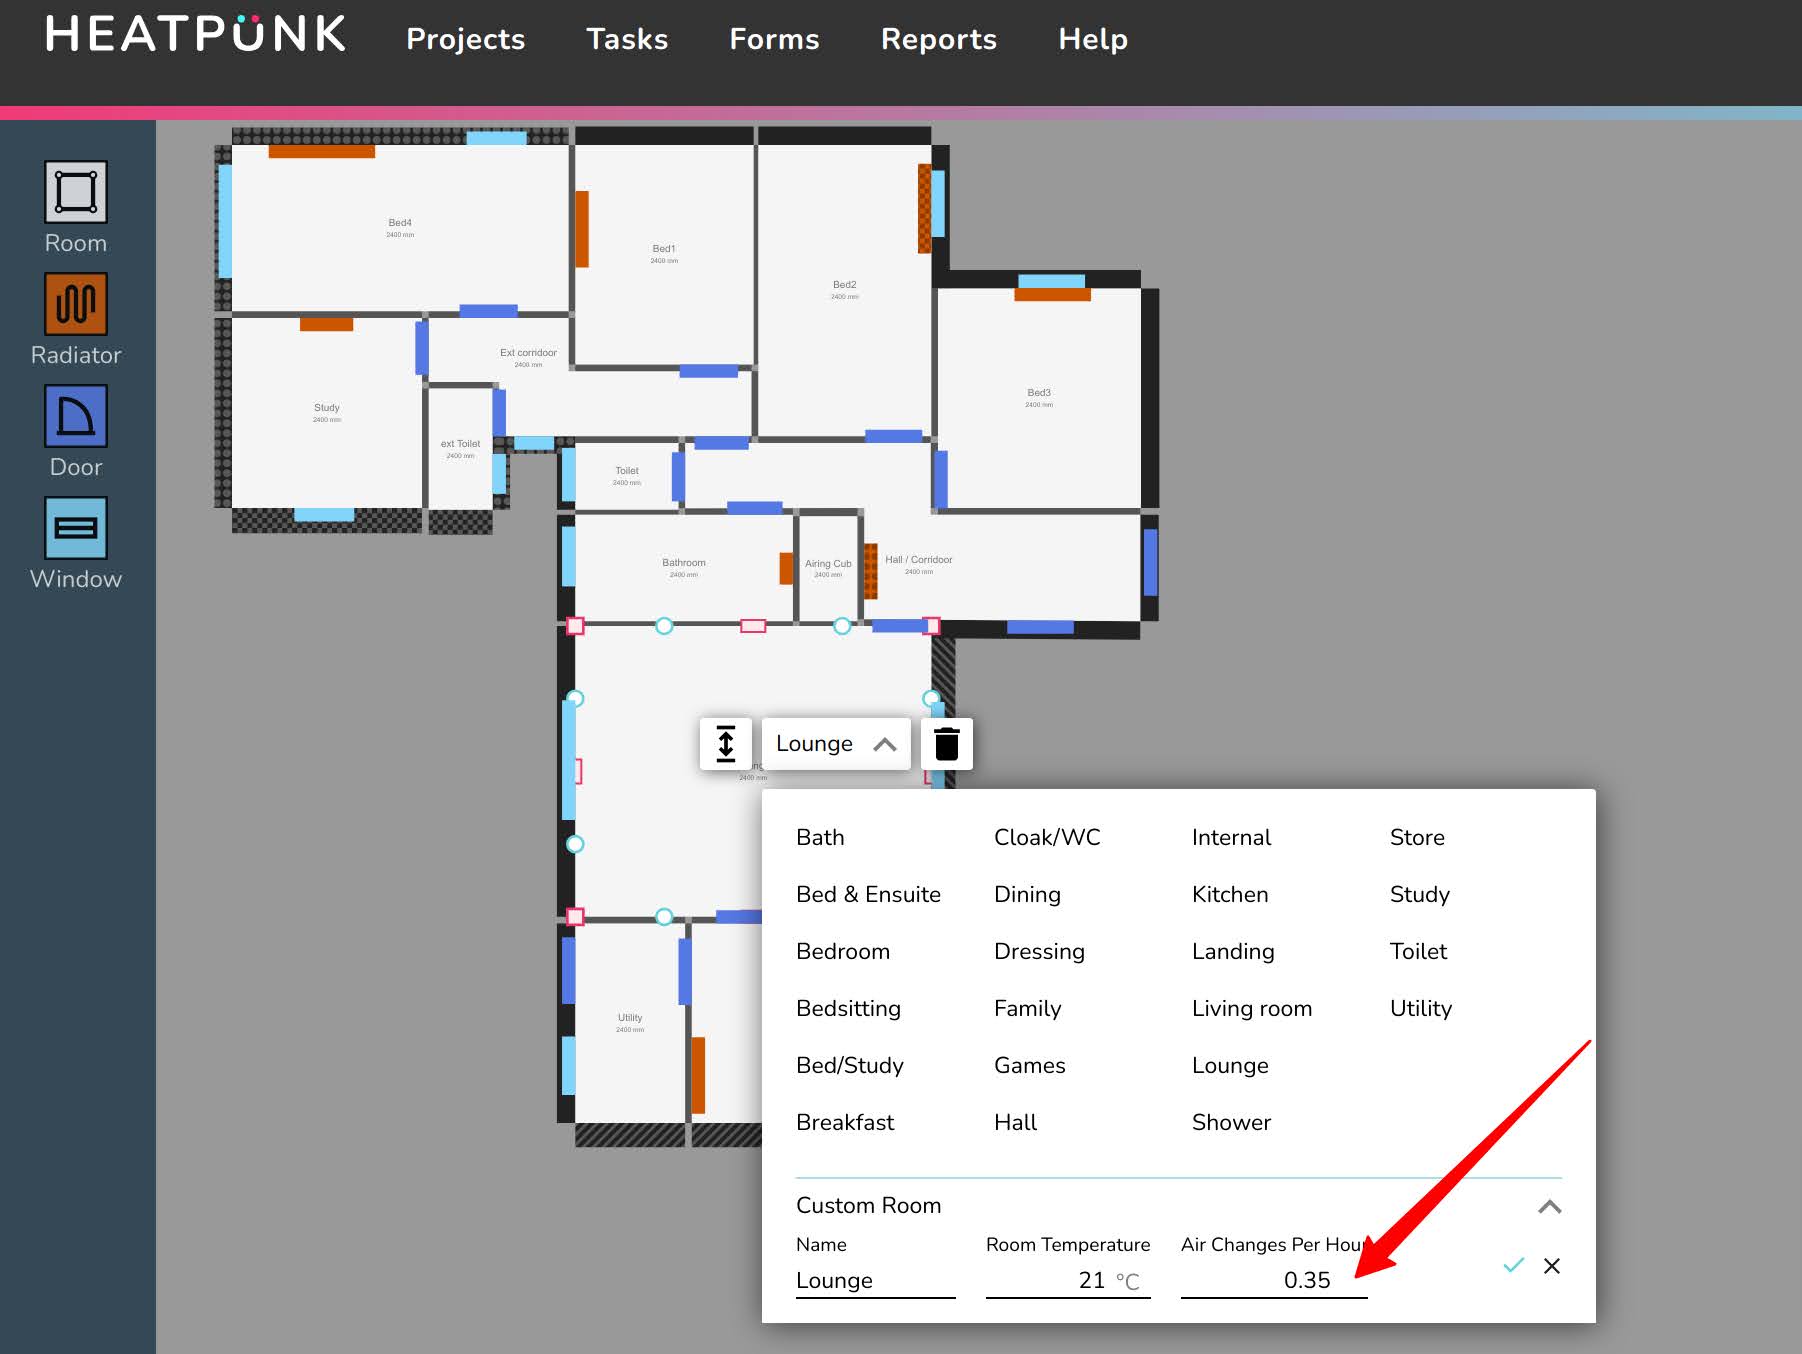 HEATPÜNK
Projects
Tasks
Forms
Reports
Help
Room
Radiator
Door
Window
Bed4
2400 mm
Bed1
2400 mm
Bed2
2400 mm
Ext corridoor
2400 mm
Bed3
2400 mm
Study
2400 mm
ext Toilet
2400 mm
Toilet
2400 mm
Bathroom
2400 mm
Airing Cub
2400 mm
Hall / Corridoor
2400 mm
Lounge
2400 mm
Utility
2400 mm
Bath
Cloak/WC
Internal
Store
Bed & Ensuite
Dining
Kitchen
Study
Bedroom
Dressing
Landing
Toilet
Bedsitting
Family
Living room
Utility
Bed/Study
Games
Lounge
Breakfast
Hall
Shower
Custom Room
Name
Room Temperature
Air Changes Per Hour
Lounge
21 °C
0.35